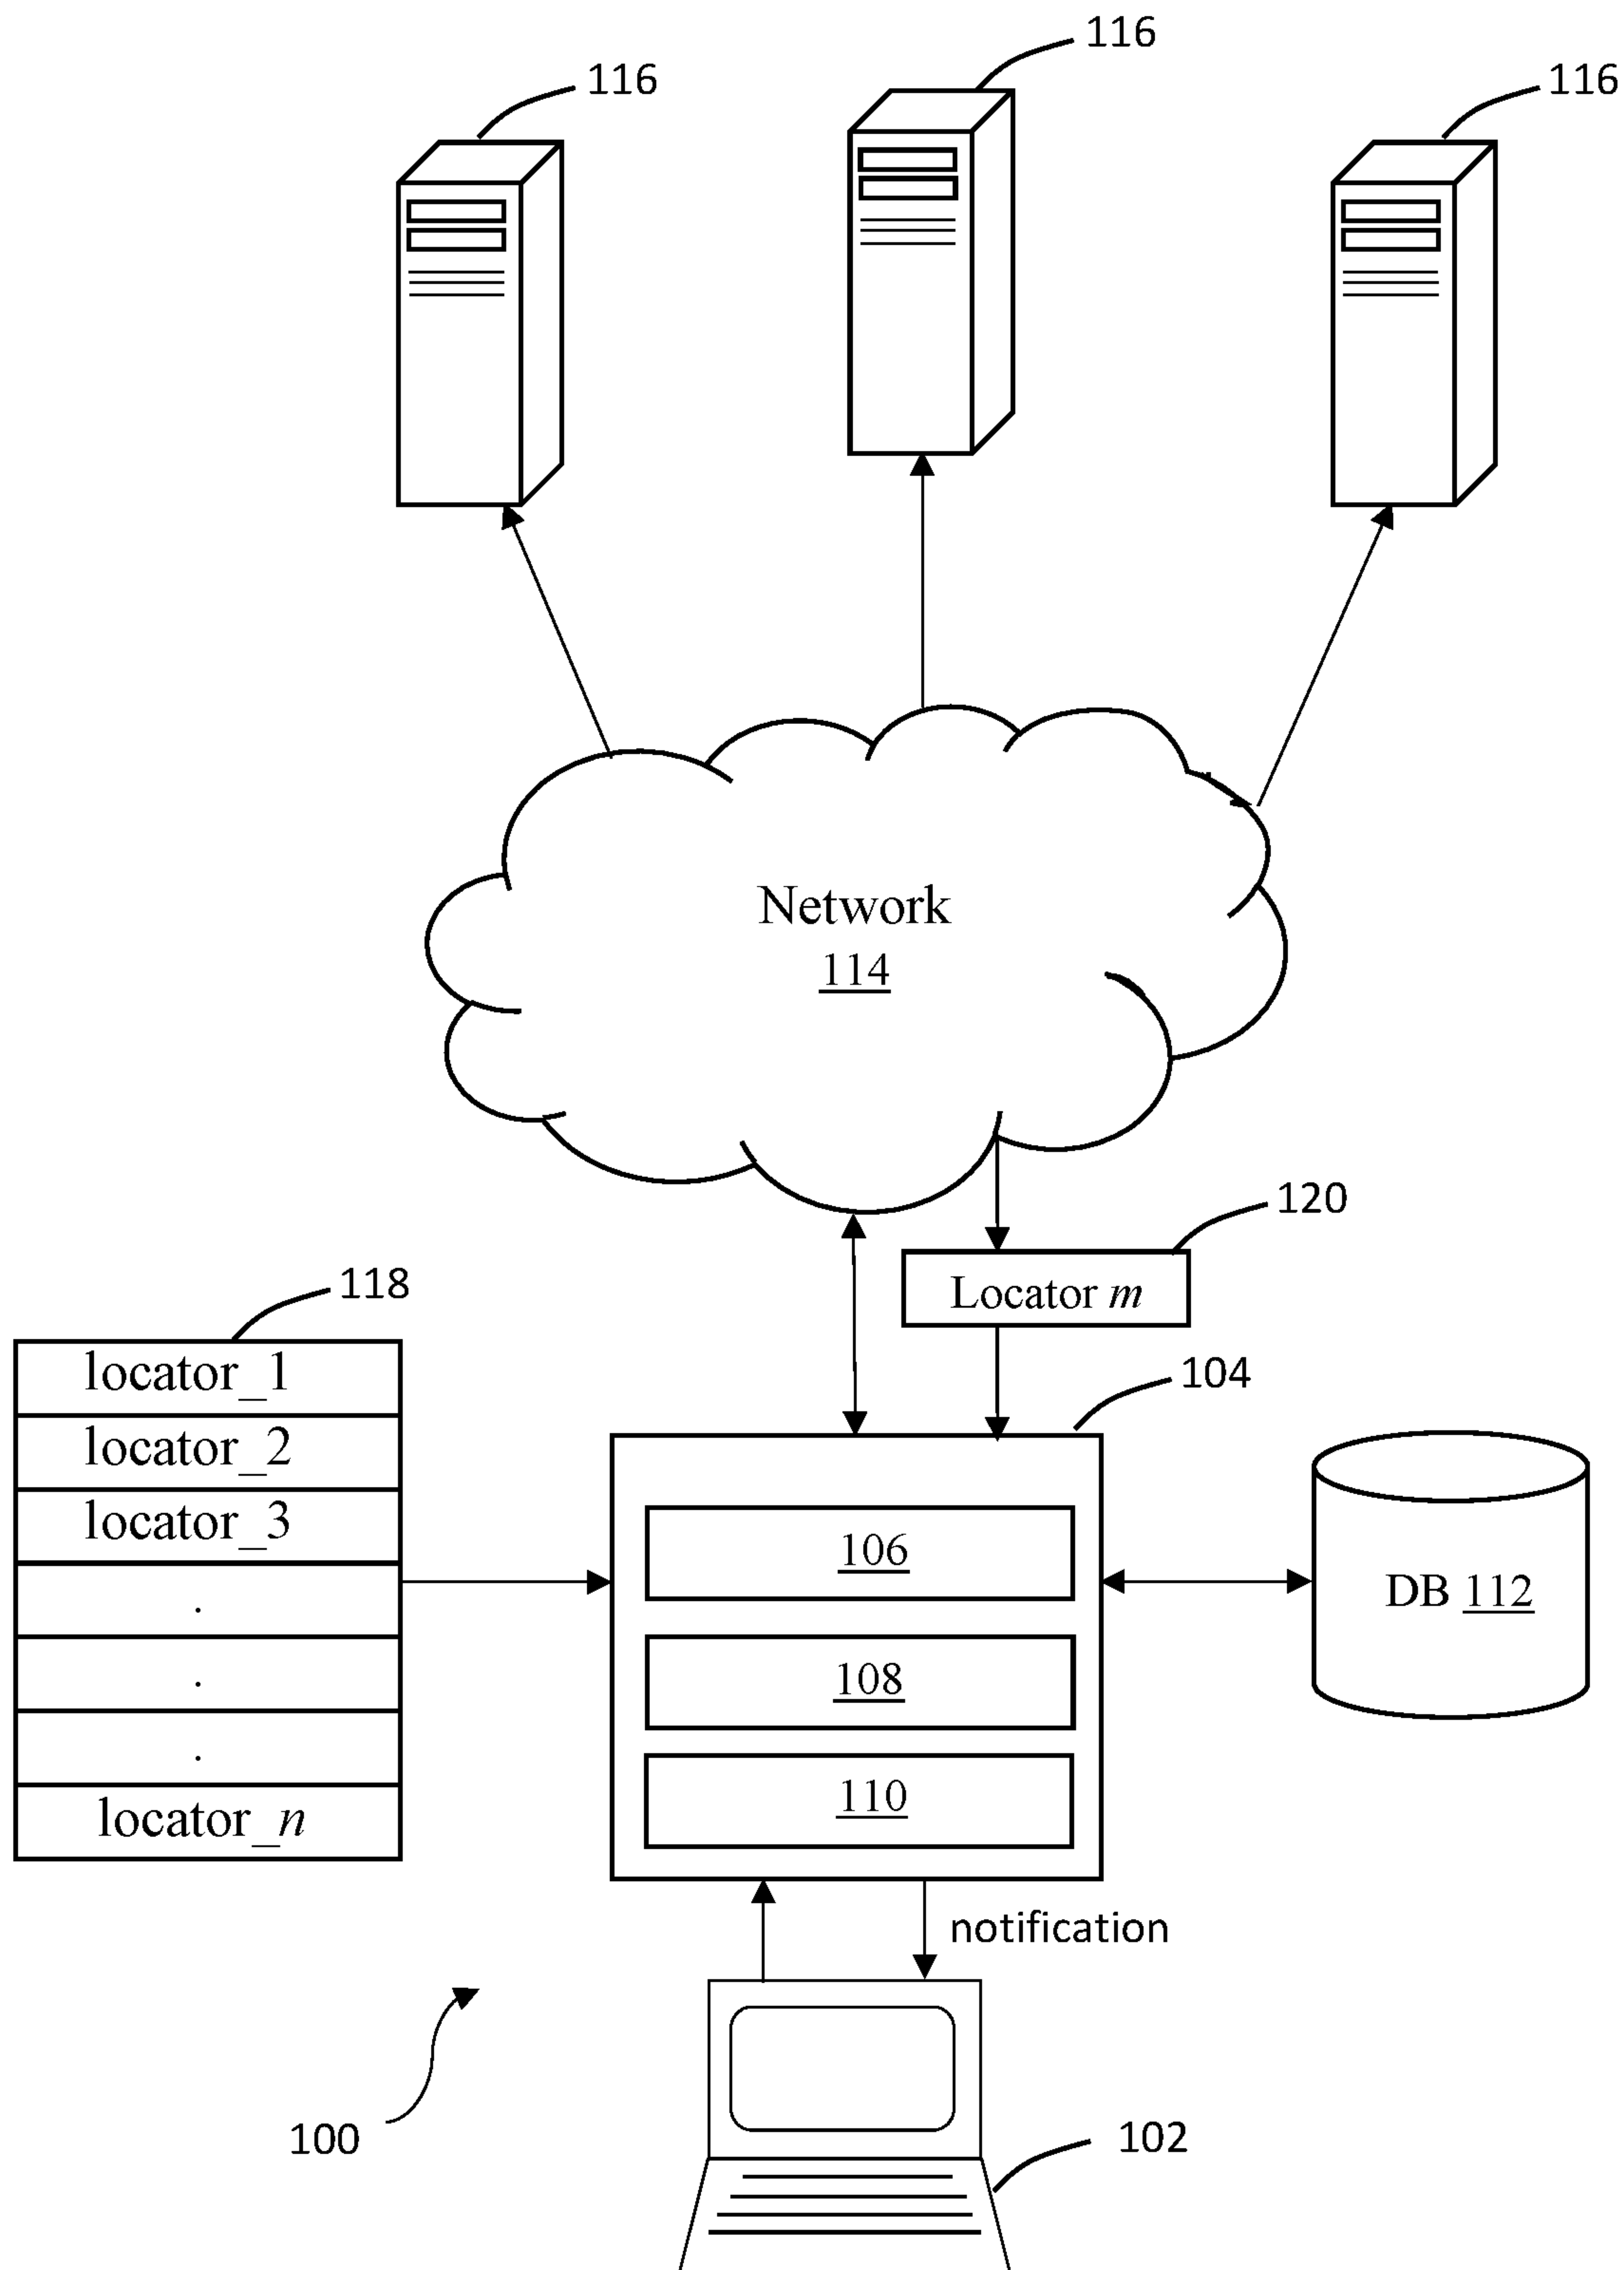 116
116
116
Network
114
120
Locator m
118
locator_1
locator_2
locator_3
.
.
.
locator_n
104
106
108
110
DB 112
notification
100
102